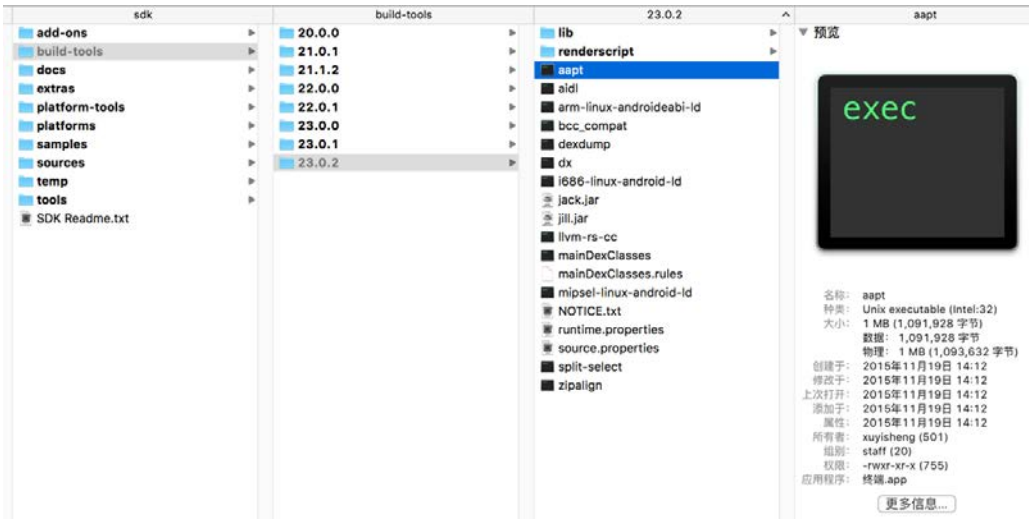 sdk
add-ons
build-tools
docs
extras
platform-tools
platforms
samples
sources
temp
tools
SDK Readme.txt
build-tools
20.0.0
21.0.1
21.1.2
22.0.0
22.0.1
23.0.0
23.0.1
23.0.2
23.0.2
lib
renderscript
aapt
aidl
arm-linux-androideabi-ld
bcc_compat
dexdump
dx
i686-linux-android-ld
jack.jar
jill.jar
llvm-rs-cc
mainDexClasses
mainDexClasses.rules
mipsel-linux-android-ld
NOTICE.txt
runtime.properties
source.properties
split-select
zipalign
aapt
预览
exec
名称: aapt
种类: Unix executable (Intel:32)
大小: 1 MB (1,091,928 字节)
数据: 1,091,928 字节
物理: 1 MB (1,093,632 字节)
创建于: 2015年11月19日 14:12
修改于: 2015年11月19日 14:12
上次打开: 2015年11月19日 14:12
添加于: 2015年11月19日 14:12
属性: 2015年11月19日 14:12
所有者: xuyisheng (501)
组别: staff (20)
权限: -rwxr-xr-x (755)
应用程序: 终端.app
更多信息...